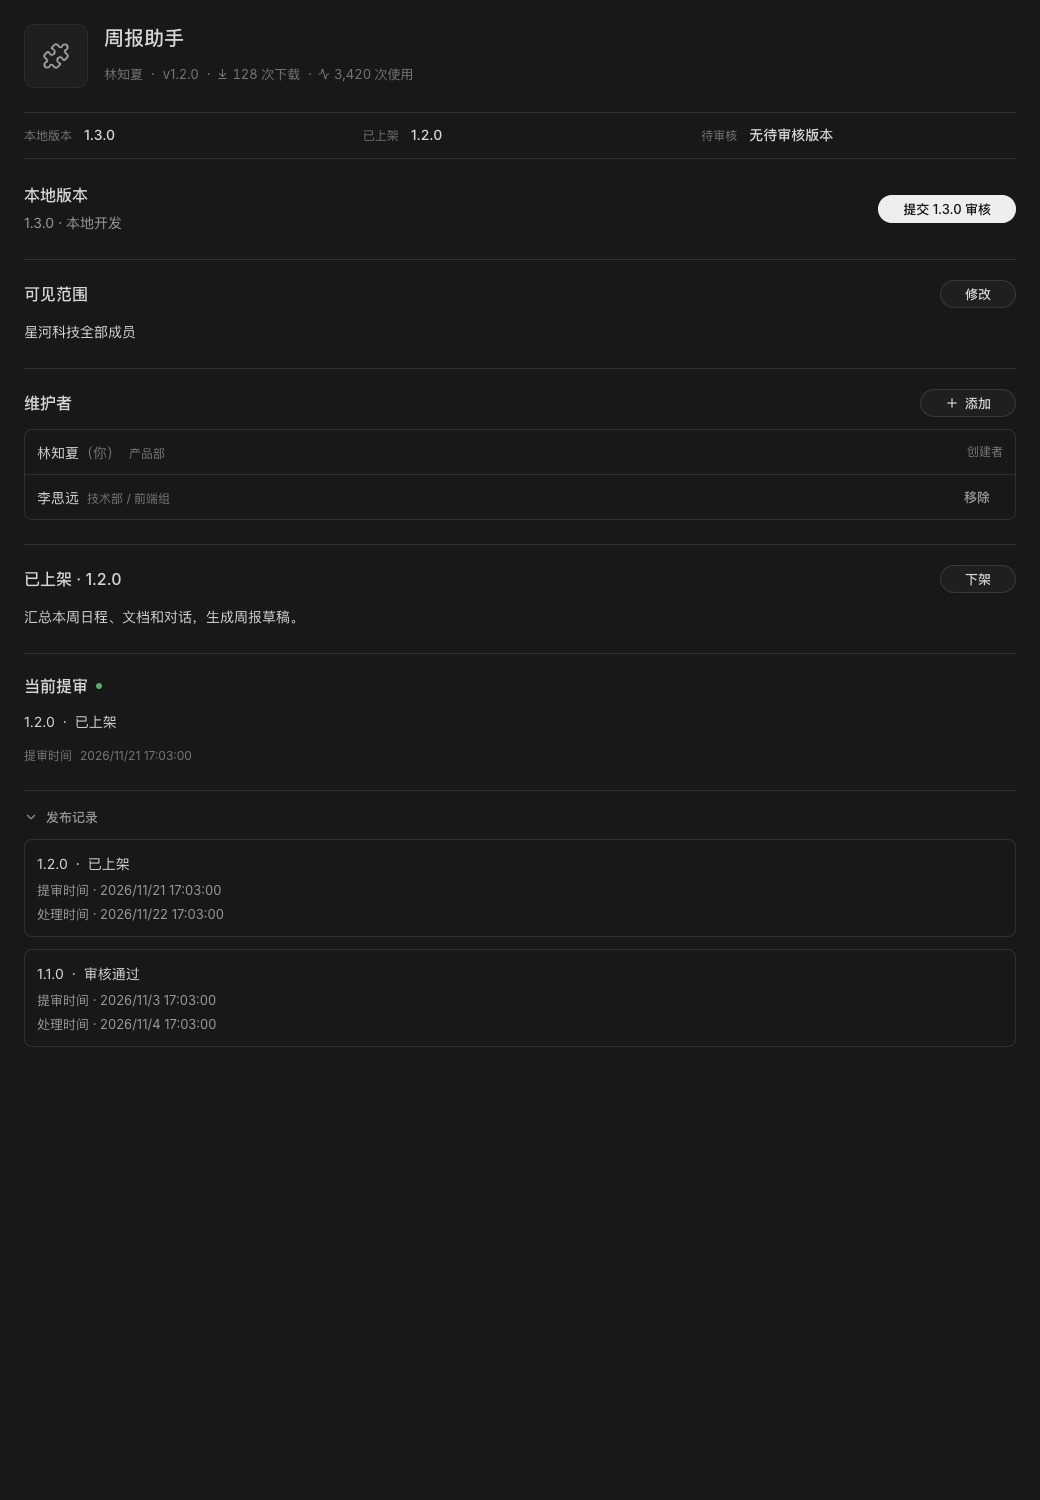 周报助手
林知夏 · v1.2.0 · 128 次下载 · 3,420 次使用
本地版本 1.3.0 已上架 1.2.0 待审核 无待审核版本
本地版本
1.3.0 · 本地开发
提交 1.3.0 审核
可见范围
修改
星河科技全部成员
维护者
添加
林知夏（你） 产品部 创建者
李思远 技术部 / 前端组 移除
已上架 · 1.2.0
下架
汇总本周日程、文档和对话，生成周报草稿。
当前提审
1.2.0 · 已上架
提审时间 2026/11/21 17:03:00
发布记录
1.2.0 · 已上架
提审时间 · 2026/11/21 17:03:00
处理时间 · 2026/11/22 17:03:00
1.1.0 · 审核通过
提审时间 · 2026/11/3 17:03:00
处理时间 · 2026/11/4 17:03:00